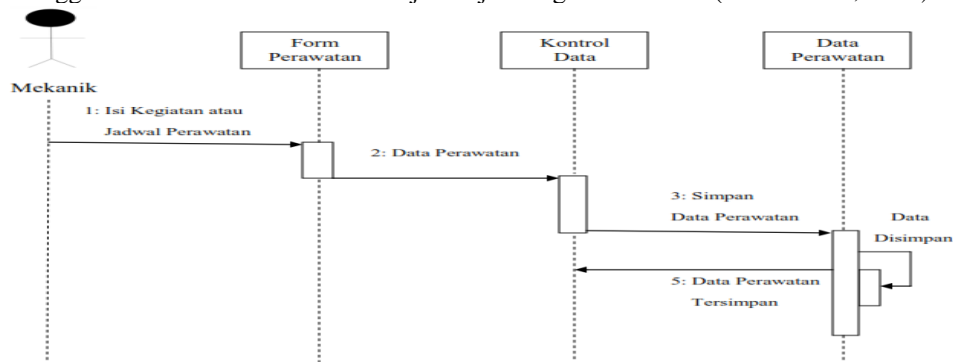 Form
Perawatan
Kontrol
Data
Data
Perawatan
Mekanik
1: Isi Kegiatan atau
Jadwal Perawatan
2: Data Perawatan
3: Simpan
Data Perawatan
Data
Disimpan
5: Data Perawatan
Tersimpan